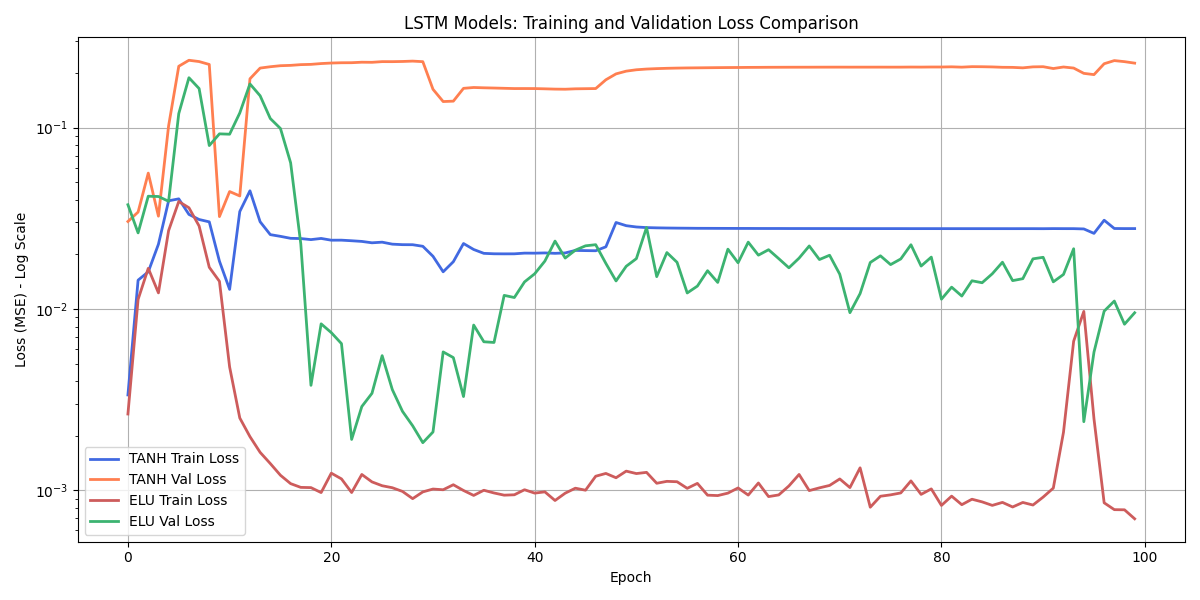 LSTM Models: Training and Validation Loss Comparison
Loss (MSE) - Log Scale
10⁻¹
10⁻²
10⁻³
TANH Train Loss
TANH Val Loss
ELU Train Loss
ELU Val Loss
0 20 40 60 80 100
Epoch